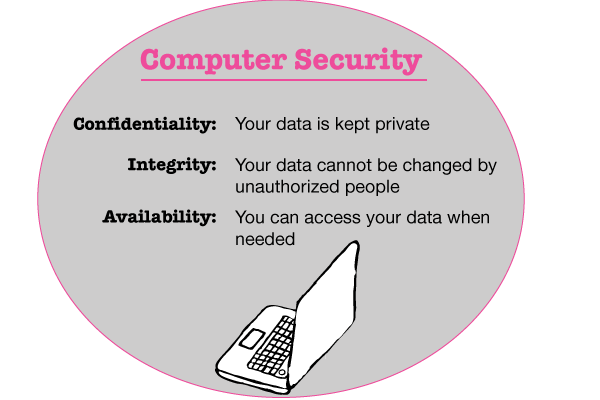 Computer Security
Confidentiality: Your data is kept private
Integrity: Your data cannot be changed by
unauthorized people
Availability: You can access your data when
needed